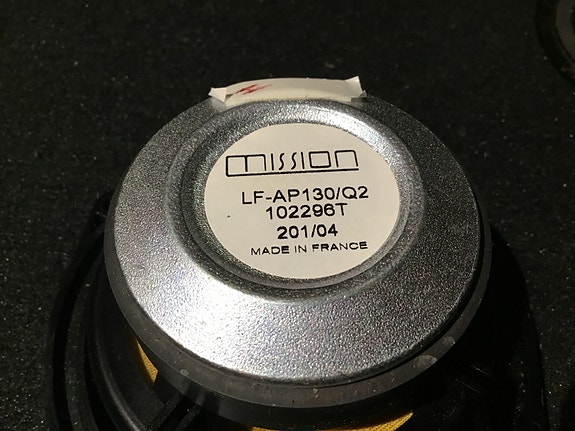 mission
LF-AP130/Q2
102296T
201/04
MADE IN FRANCE